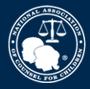 NATIONAL ASSOCIATION
OF COUNSEL FOR CHILDREN